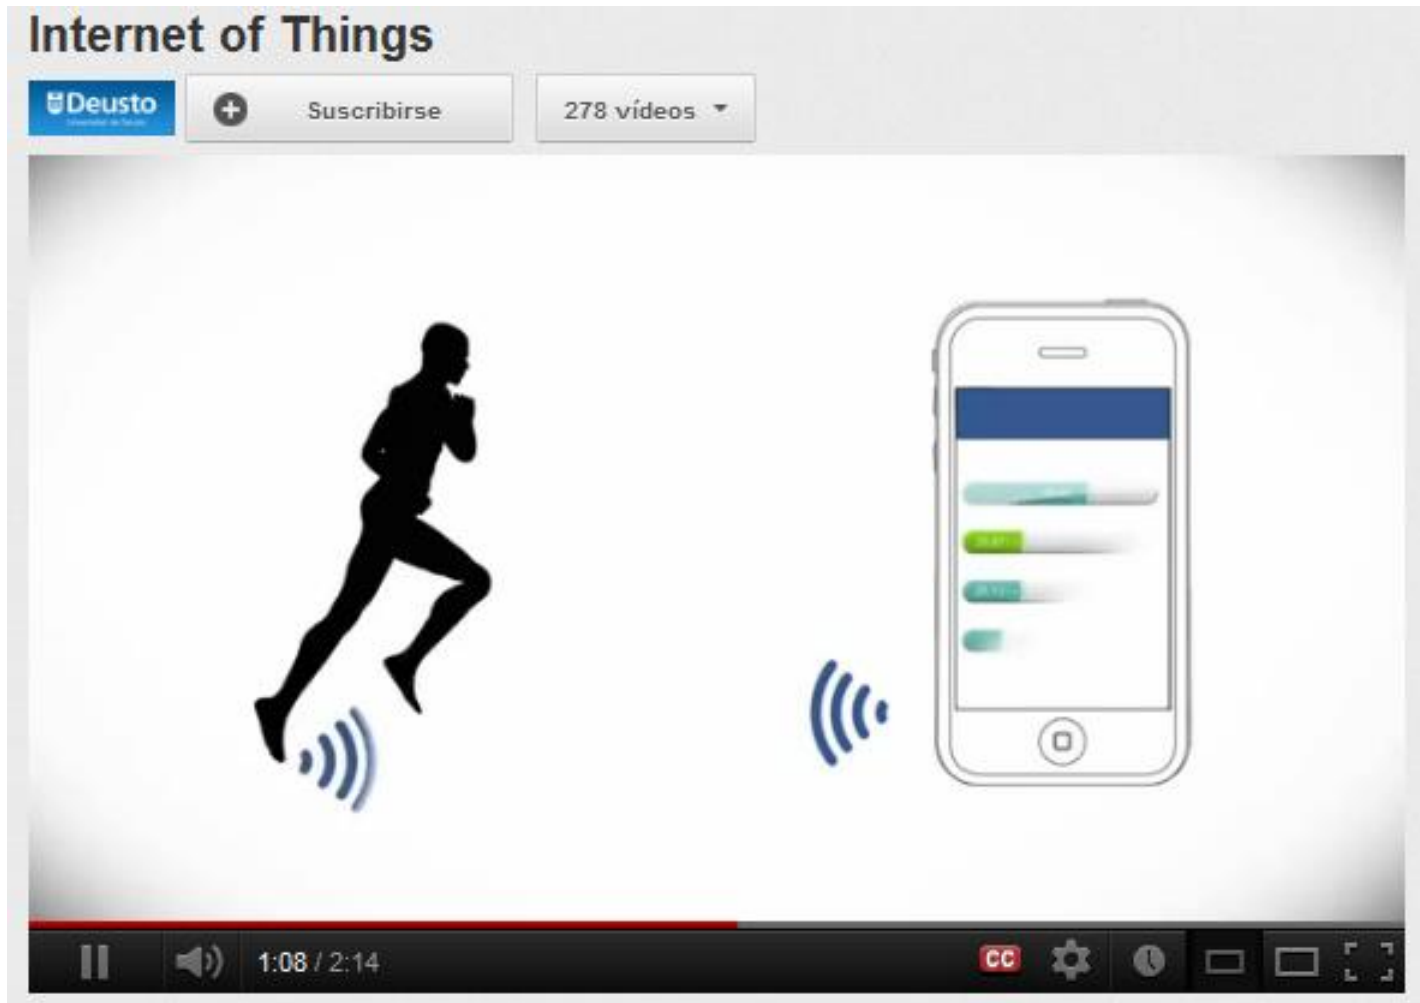 Internet of Things
Deusto
Suscribirse
278 vídeos
CC
1:08 / 2:14